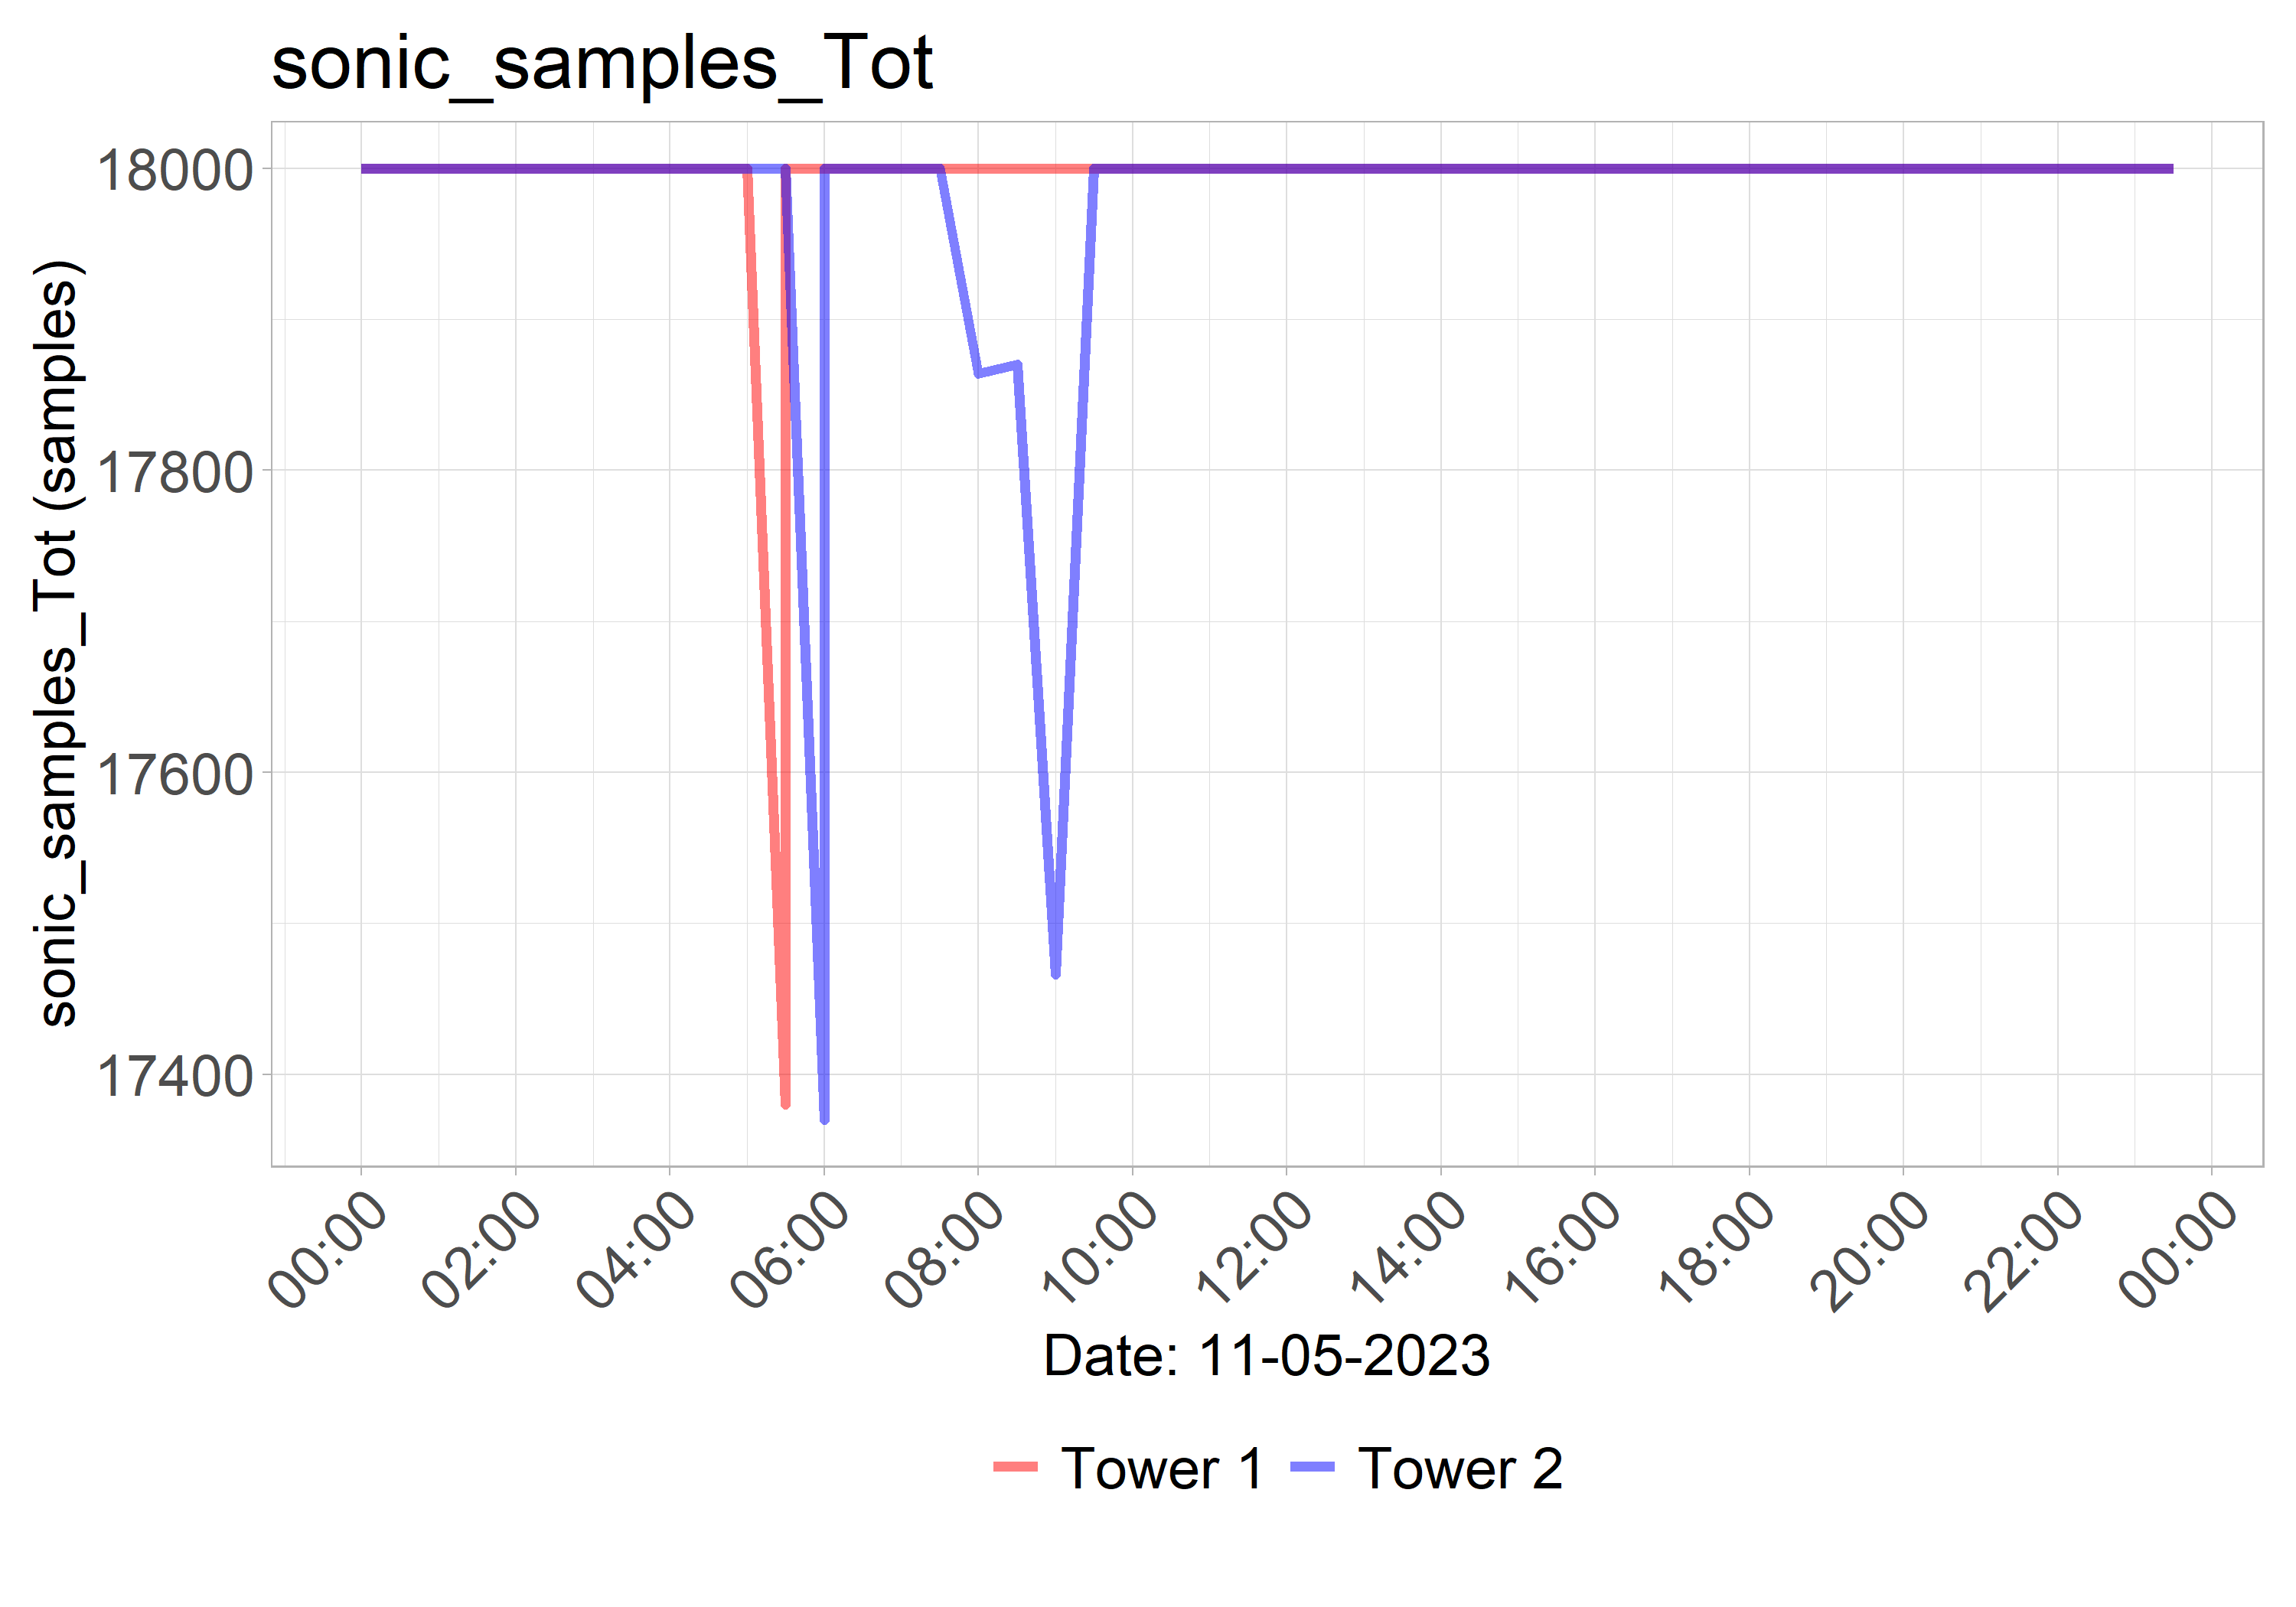 sonic_samples_Tot
sonic_samples_Tot (samples)
18000
17800
17600
17400
00:00 02:00 04:00 06:00 08:00 10:00 12:00 14:00 16:00 18:00 20:00 22:00 00:00
Date: 11-05-2023
Tower 1 Tower 2